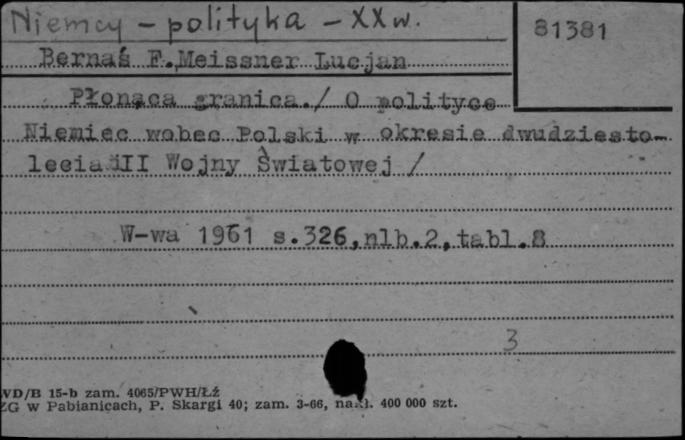 Niemcy - polityka - XX w.
81381
Bernaś F.,Meissner Lucjan
Płonąca granica./ O polityce
Niemiec wobec Polski w okresie dwudziesto-
lecia II Wojny Światowej /
W-wa 1961 s.326,nlb.2,tabl.8
3
WD/B 15-b zam. 4065/PWH/Łź
ZG w Pabianicach, P. Skargi 40; zam. 3-66, nakł. 400 000 szt.